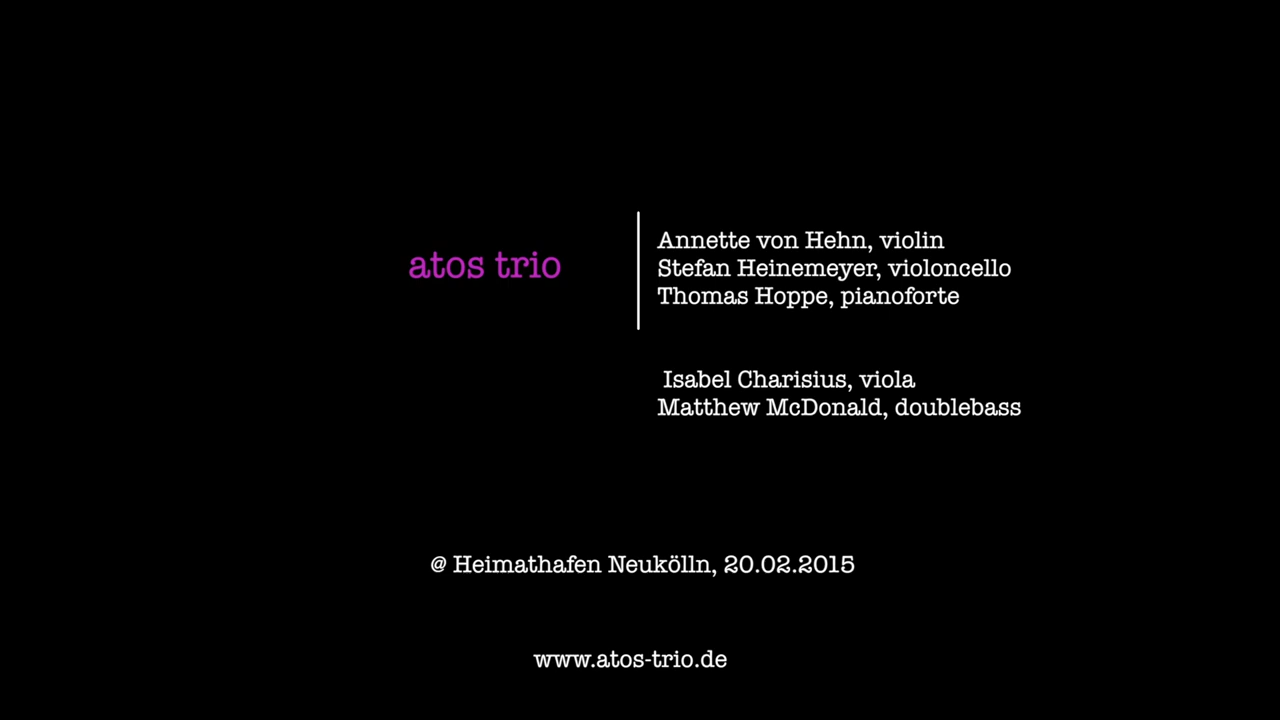 atos trio
Annette von Hehn, violin
Stefan Heinemeyer, violoncello
Thomas Hoppe, pianoforte
Isabel Charisius, viola
Matthew McDonald, doublebass
@ Heimathafen Neukölln, 20.02.2015
www.atos-trio.de